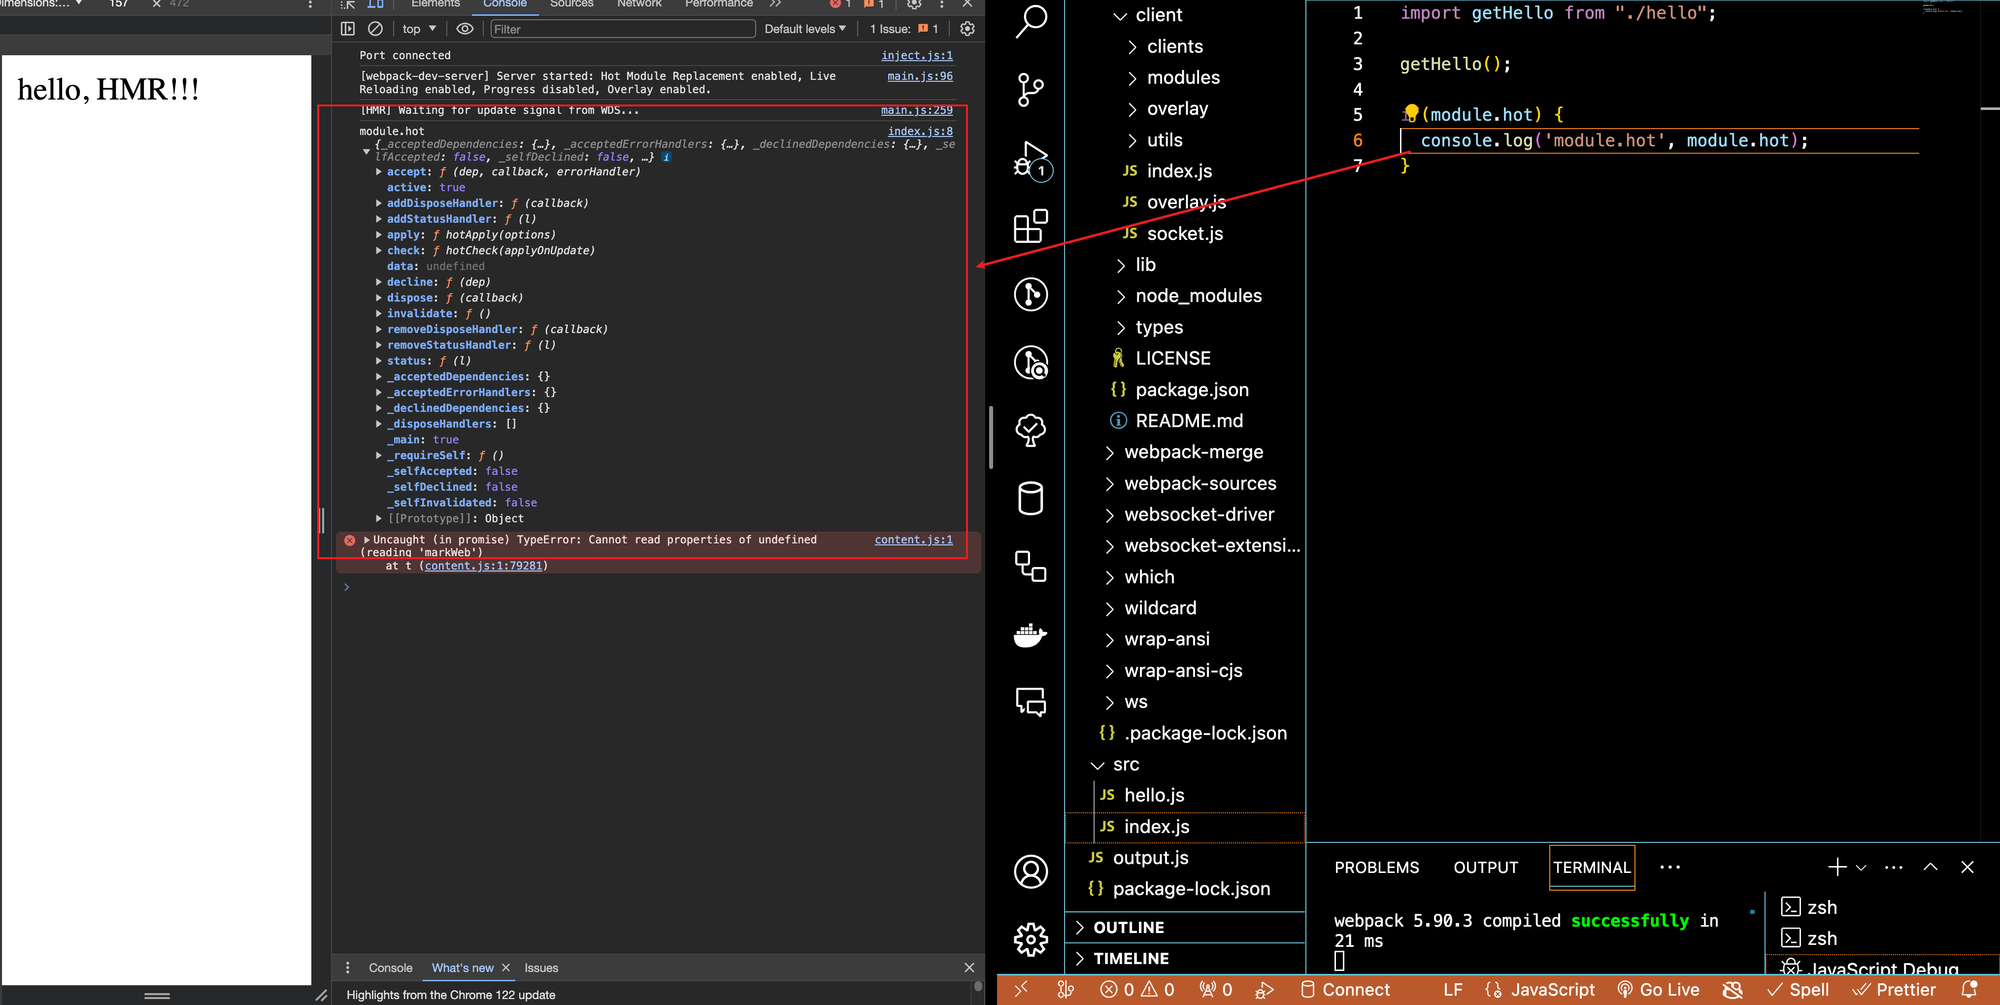 hello, HMR!!!
Dimensions:... 157 × 472
Elements Console Sources Network Performance 1 1
top Filter Default levels 1 Issue: 1
Port connected inject.js:1
[webpack-dev-server] Server started: Hot Module Replacement enabled, Live main.js:96
Reloading enabled, Progress disabled, Overlay enabled.
[HMR] Waiting for update signal from WDS... main.js:259
module.hot index.js:8
{_acceptedDependencies: {…}, _acceptedErrorHandlers: {…}, _declinedDependencies: {…}, _se
lfAccepted: false, _selfDeclined: false, …} i
accept: ƒ (dep, callback, errorHandler)
active: true
addDisposeHandler: ƒ (callback)
addStatusHandler: ƒ (l)
apply: ƒ hotApply(options)
check: ƒ hotCheck(applyOnUpdate)
data: undefined
decline: ƒ (dep)
dispose: ƒ (callback)
invalidate: ƒ ()
removeDisposeHandler: ƒ (callback)
removeStatusHandler: ƒ (l)
status: ƒ (l)
_acceptedDependencies: {}
_acceptedErrorHandlers: {}
_declinedDependencies: {}
_disposeHandlers: []
_main: true
_requireSelf: ƒ ()
_selfAccepted: false
_selfDeclined: false
_selfInvalidated: false
[[Prototype]]: Object
Uncaught (in promise) TypeError: Cannot read properties of undefined content.js:1
(reading 'markWeb')
at t (content.js:1:79281)
Console What's new Issues
Highlights from the Chrome 122 update
1
client
clients
modules
overlay
utils
JS index.js
JS overlay.js
JS socket.js
lib
node_modules
types
LICENSE
{} package.json
README.md
webpack-merge
webpack-sources
websocket-driver
websocket-extensi...
which
wildcard
wrap-ansi
wrap-ansi-cjs
ws
{} .package-lock.json
src
JS hello.js
JS index.js
JS output.js
{} package-lock.json
OUTLINE
TIMELINE
1 import getHello from "./hello";
2
3 getHello();
4
5 (module.hot) {
6 console.log('module.hot', module.hot);
7 }
PROBLEMS OUTPUT TERMINAL ...
webpack 5.90.3 compiled successfully in
21 ms
zsh
zsh
JavaScript Debug
0 0 0 Connect LF JavaScript Go Live Spell Prettier